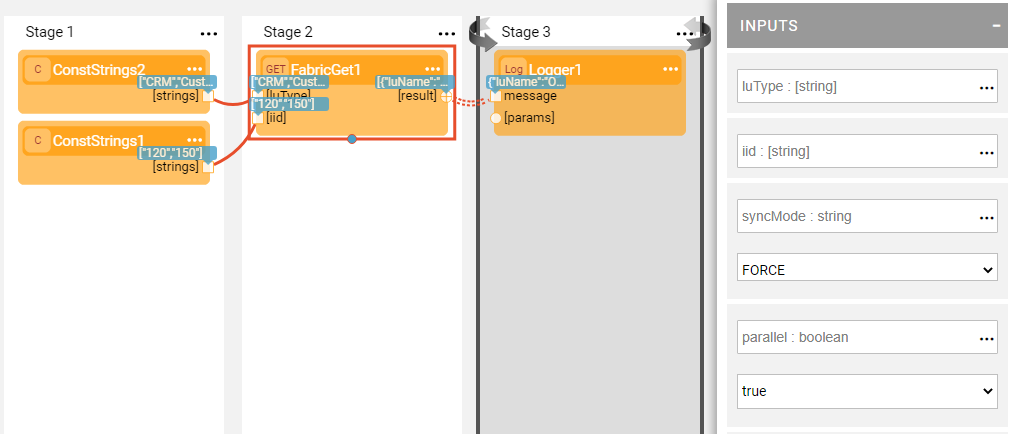 Stage 1
C ConstStrings2
["CRM","Cust...
[strings]
C ConstStrings1
["120","150"]
[strings]
Stage 2
GET FabricGet1
["CRM","Cust...
[{"luName":"...
[luType]
[result]
["120","150"]
[iid]
Stage 3
Log Logger1
{"luName":"O...
message
[params]
INPUTS
luType : [string]
iid : [string]
syncMode : string
FORCE
parallel : boolean
true